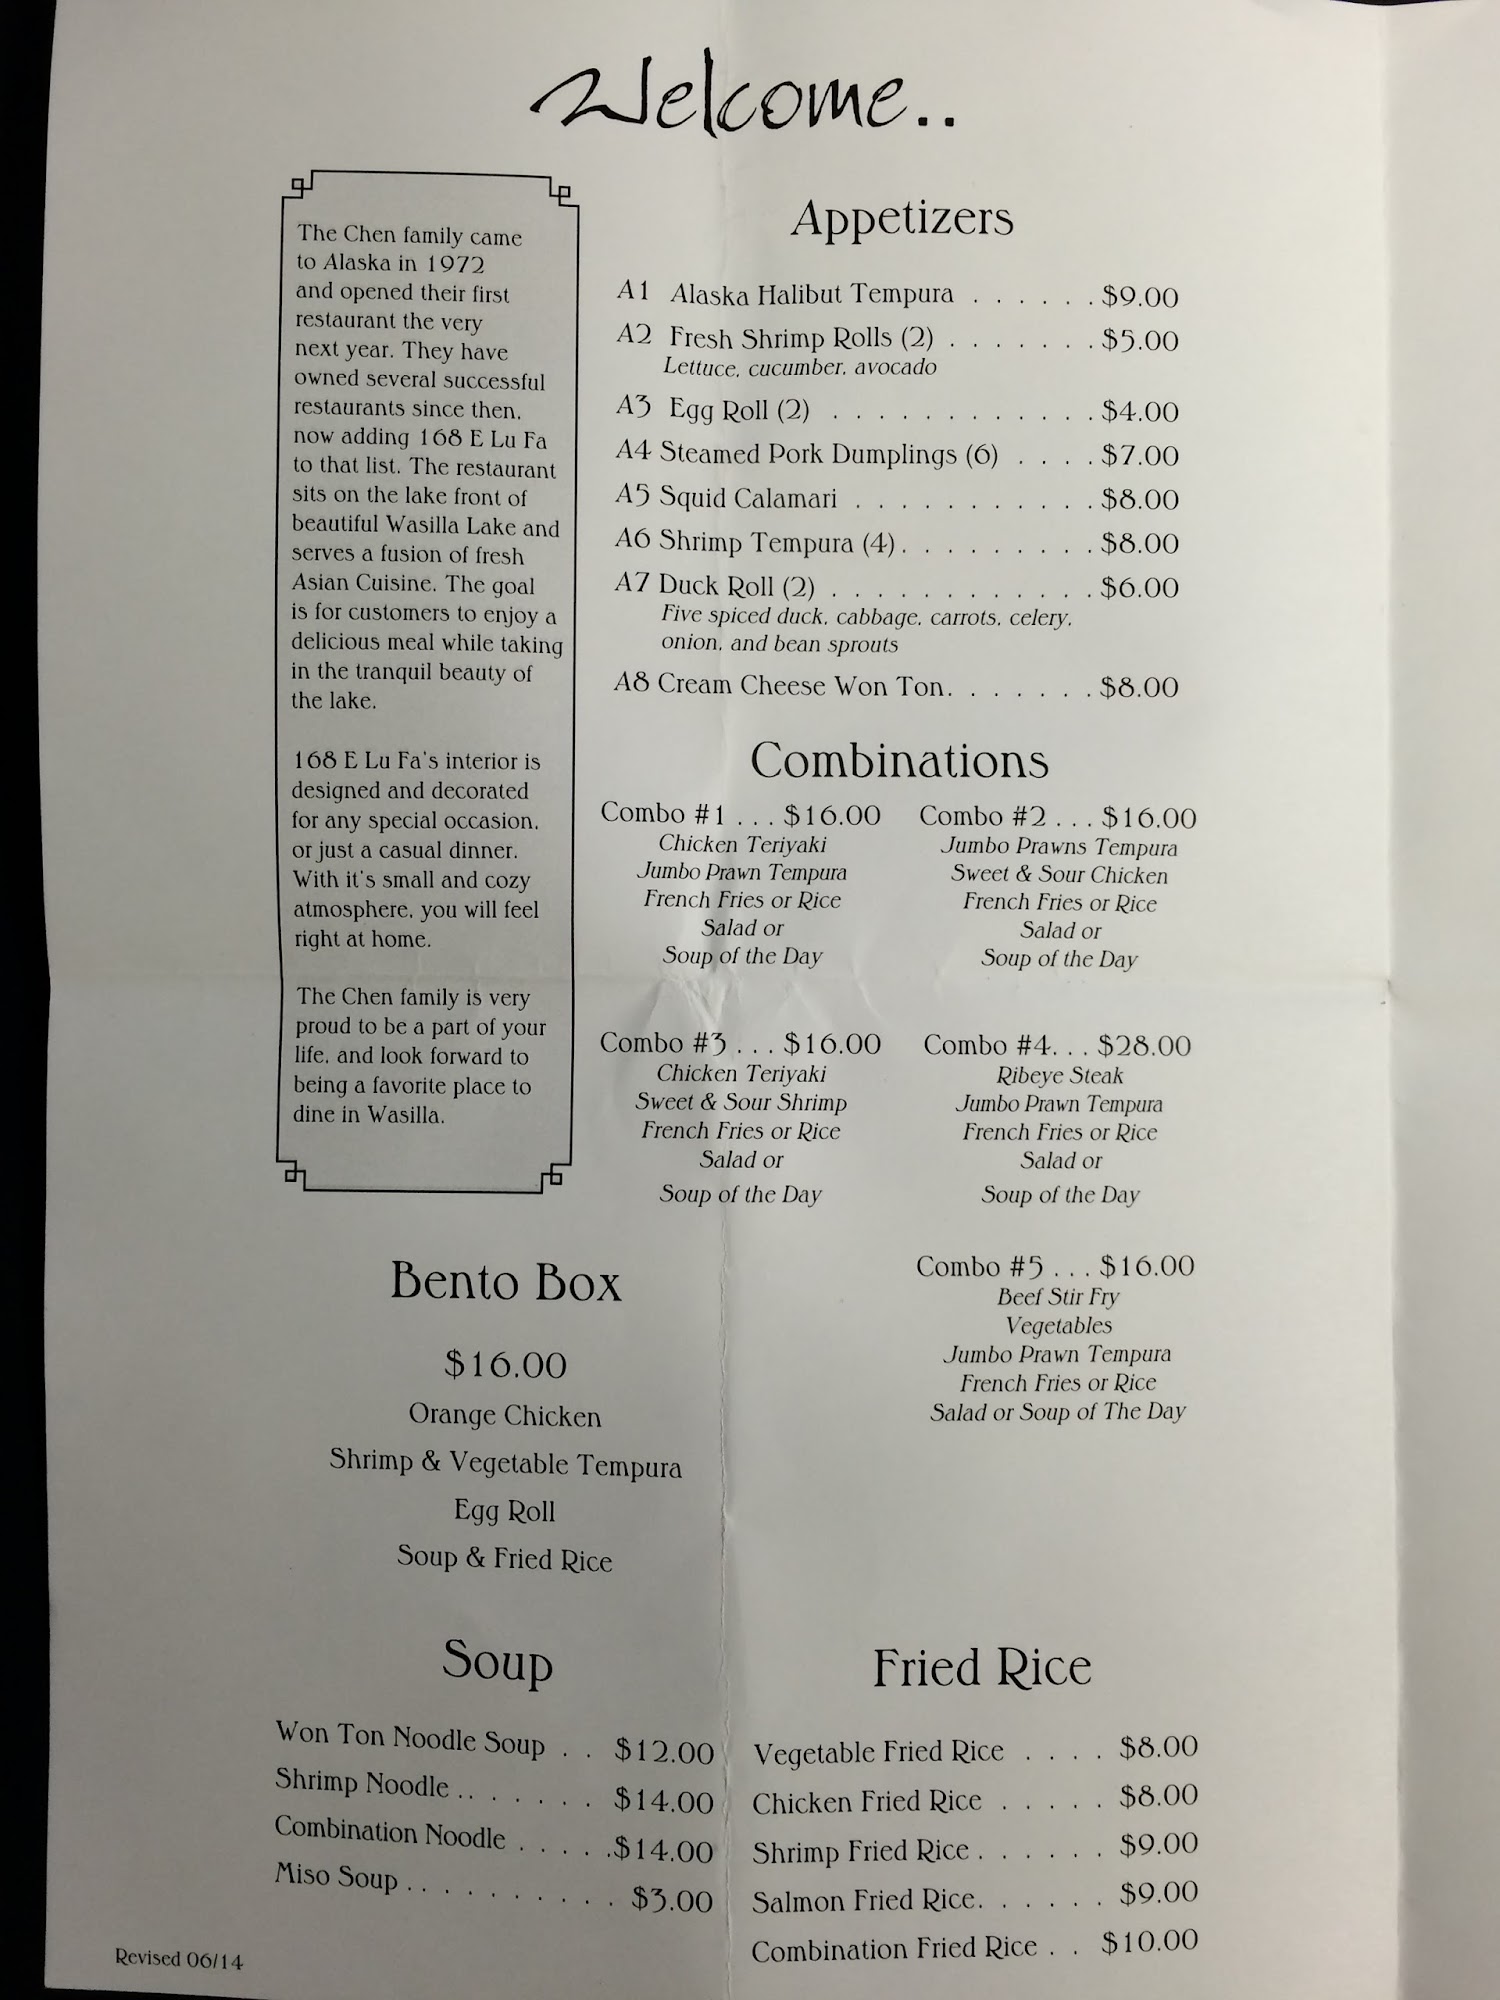 Welcome..
The Chen family came
to Alaska in 1972
and opened their first
restaurant the very
next year. They have
owned several successful
restaurants since then,
now adding 168 E Lu Fa
to that list. The restaurant
sits on the lake front of
beautiful Wasilla Lake and
serves a fusion of fresh
Asian Cuisine. The goal
is for customers to enjoy a
delicious meal while taking
in the tranquil beauty of
the lake.
168 E Lu Fa's interior is
designed and decorated
for any special occasion,
or just a casual dinner.
With it's small and cozy
atmosphere, you will feel
right at home.
The Chen family is very
proud to be a part of your
life, and look forward to
being a favorite place to
dine in Wasilla.
Appetizers
A1 Alaska Halibut Tempura . . . . . . $9.00
A2 Fresh Shrimp Rolls (2) . . . . . . . $5.00
Lettuce, cucumber, avocado
A3 Egg Roll (2) . . . . . . . . . . . . $4.00
A4 Steamed Pork Dumplings (6) . . . . $7.00
A5 Squid Calamari . . . . . . . . . . . $8.00
A6 Shrimp Tempura (4). . . . . . . . . $8.00
A7 Duck Roll (2) . . . . . . . . . . . . $6.00
Five spiced duck, cabbage, carrots, celery,
onion, and bean sprouts
A8 Cream Cheese Won Ton. . . . . . . $8.00
Combinations
Combo #1 . . . $16.00
Chicken Teriyaki
Jumbo Prawn Tempura
French Fries or Rice
Salad or
Soup of the Day
Combo #2 . . . $16.00
Jumbo Prawns Tempura
Sweet & Sour Chicken
French Fries or Rice
Salad or
Soup of the Day
Combo #3 . . . $16.00
Chicken Teriyaki
Sweet & Sour Shrimp
French Fries or Rice
Salad or
Soup of the Day
Combo #4. . . $28.00
Ribeye Steak
Jumbo Prawn Tempura
French Fries or Rice
Salad or
Soup of the Day
Combo #5 . . . $16.00
Beef Stir Fry
Vegetables
Jumbo Prawn Tempura
French Fries or Rice
Salad or Soup of The Day
Bento Box
$16.00
Orange Chicken
Shrimp & Vegetable Tempura
Egg Roll
Soup & Fried Rice
Soup
Won Ton Noodle Soup . . $12.00
Shrimp Noodle . . . . . . . $14.00
Combination Noodle . . . . . .$14.00
Miso Soup . . . . . . . . . . . $3.00
Fried Rice
Vegetable Fried Rice . . . . $8.00
Chicken Fried Rice . . . . . $8.00
Shrimp Fried Rice . . . . . . $9.00
Salmon Fried Rice. . . . . . $9.00
Combination Fried Rice . . $10.00
Revised 06/14